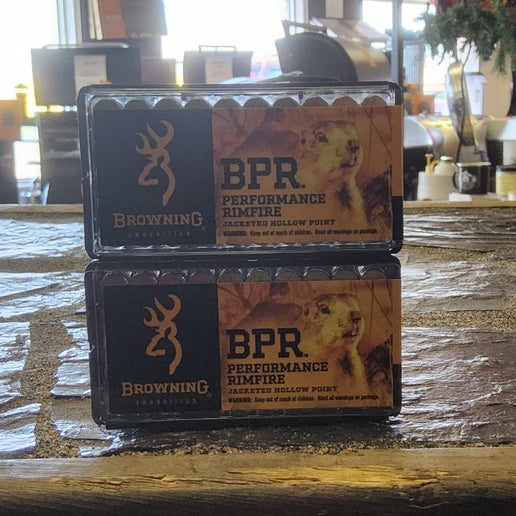 BPR™
PERFORMANCE
RIMFIRE
JACKETED HOLLOW POINT
WARNING: Keep out of reach of children. Read all warnings on package.
BROWNING®
AMMUNITION
BPR™
PERFORMANCE
RIMFIRE
JACKETED HOLLOW POINT
WARNING: Keep out of reach of children. Read all warnings on package.
BROWNING
AMMUNITION